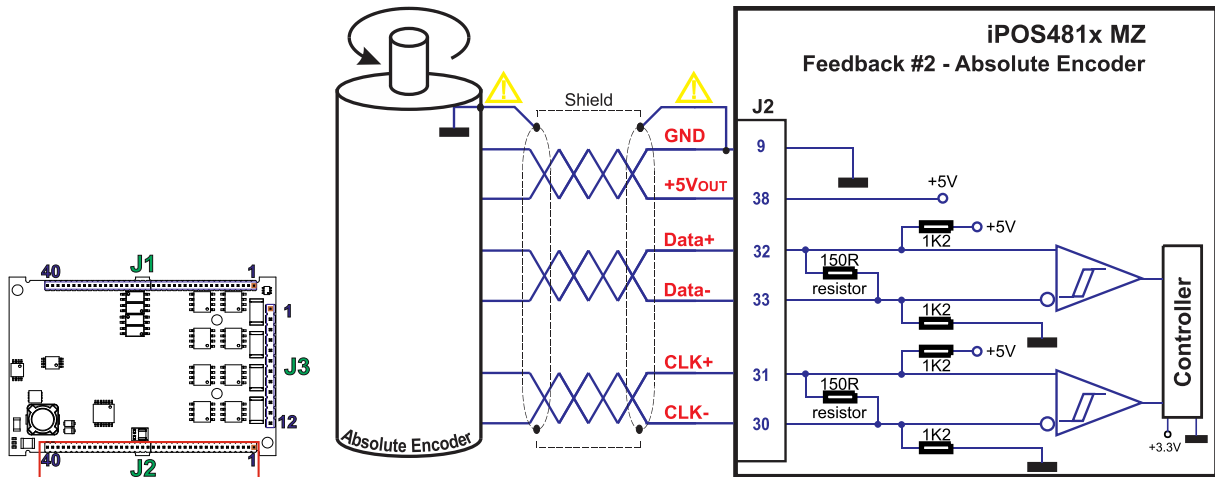 iPOS481x MZ
Feedback #2 - Absolute Encoder
Shield
J2
GND
9
+5VOUT
38
+5V
Data+
32
1K2
+5V
150R
resistor
Data-
33
1K2
CLK+
31
1K2
+5V
150R
resistor
CLK-
30
1K2
Controller
+3.3V
Absolute Encoder
J1
40
1
1
J3
12
40
J2
1